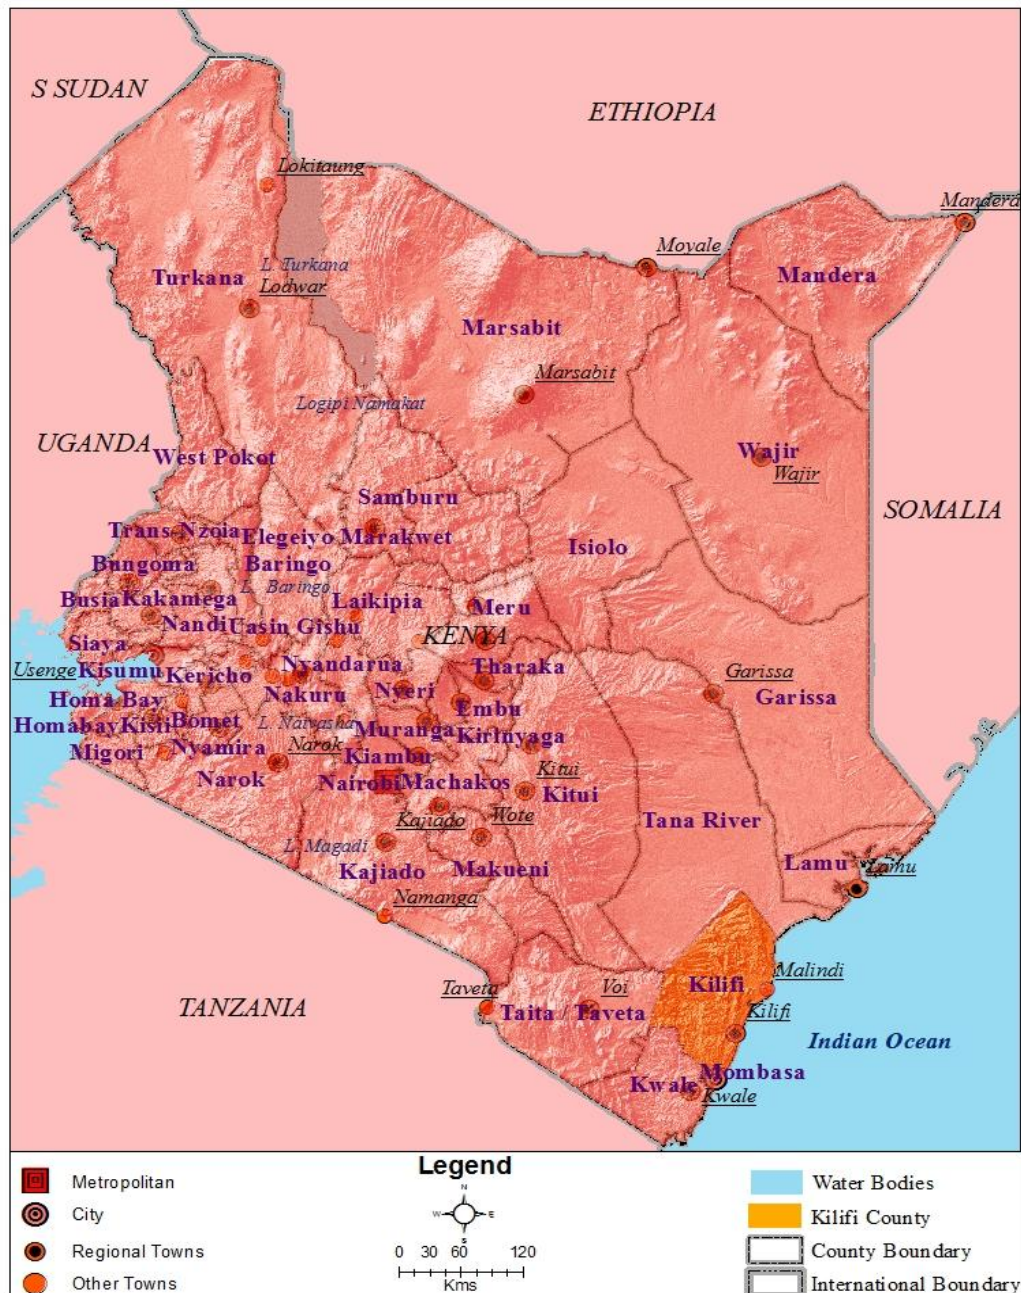 S SUDAN
ETHIOPIA
Lokitaung
Mandera
Moyale
L. Turkana
Turkana
Lodwar
Mandera
Marsabit
Marsabit
Logipi Namakat
UGANDA
West Pokot
Wajir
Wajir
Samburu
SOMALIA
Trans Nzoia
Elegeiyo Marakwet
Isiolo
Bungoma
Baringo
L. Baringo
Busia
Kakamega
Laikipia
Meru
Nandi
Uasin Gishu
KENYA
Siaya
Usenge
Kisumu
Kericho
Nyandarua
Tharaka
Nakuru
Nyeri
Garissa
Garissa
Homa Bay
Embu
Homabay
Kisii
Bomet
L. Naivasha
Muranga
Kirinyaga
Migori
Nyamira
Narok
Kiambu
Narok
Nairobi
Machakos
Kitui
Kitui
Kajiado
Wote
Tana River
L. Magadi
Kajiado
Makueni
Lamu
Lamu
Namanga
TANZANIA
Taveta
Voi
Taita / Taveta
Kilifi
Malindi
Kilifi
Indian Ocean
Mombasa
Kwale
Kwale
Legend
Metropolitan
City
Regional Towns
Other Towns
N
W
E
S
0 30 60 120
Kms
Water Bodies
Kilifi County
County Boundary
International Boundary